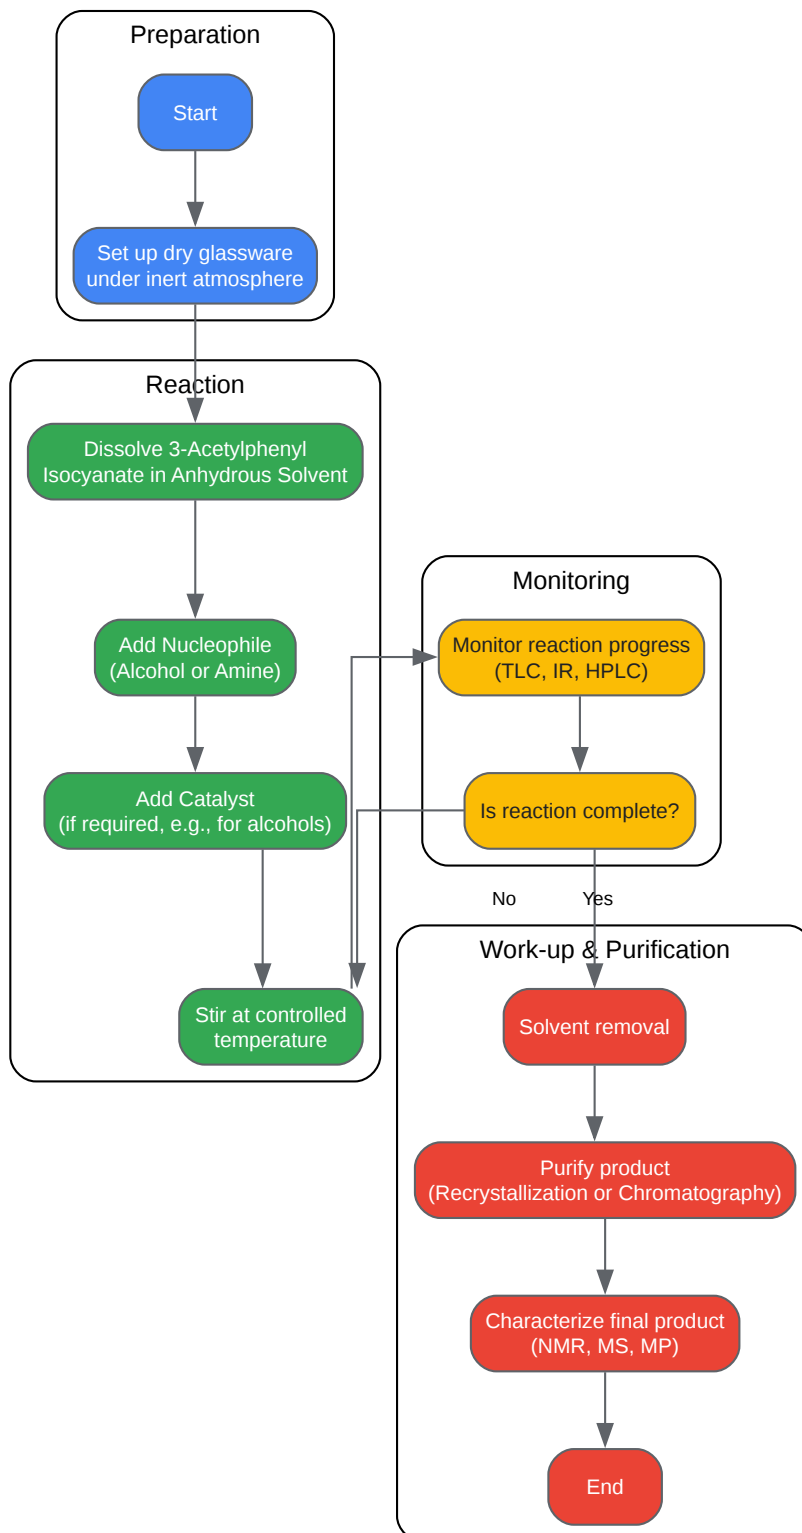 Preparation
Start
Set up dry glassware
under inert atmosphere
Reaction
Dissolve 3-Acetylphenyl
Isocyanate in Anhydrous Solvent
Add Nucleophile
(Alcohol or Amine)
Add Catalyst
(if required, e.g., for alcohols)
Stir at controlled
temperature
Monitoring
Monitor reaction progress
(TLC, IR, HPLC)
Is reaction complete?
No
Yes
Work-up & Purification
Solvent removal
Purify product
(Recrystallization or Chromatography)
Characterize final product
(NMR, MS, MP)
End